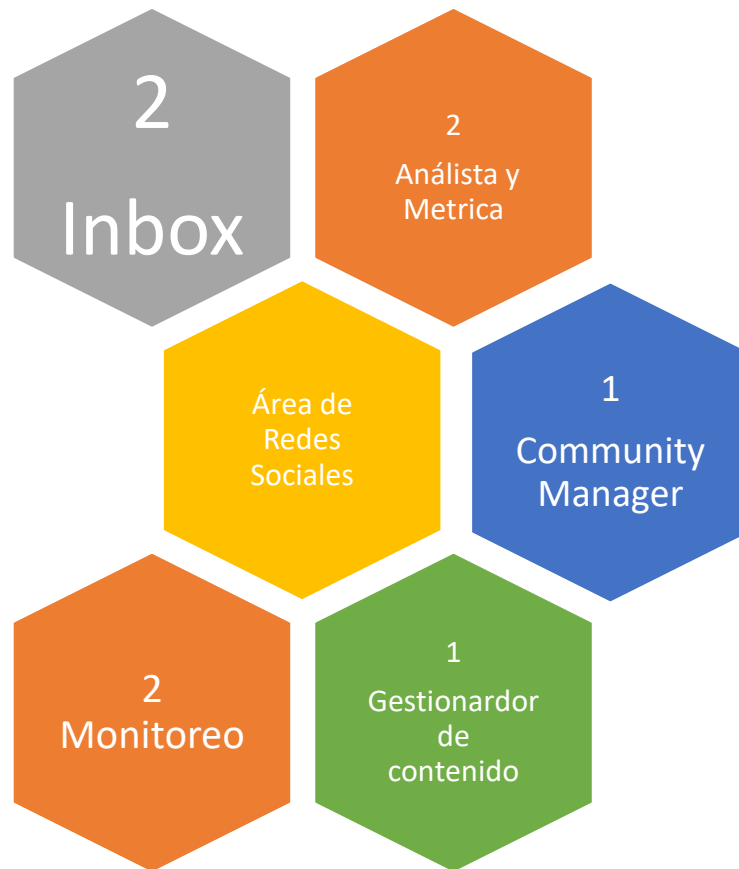 2
Inbox
2
Análista y
Metrica
Área de
Redes
Sociales
1
Community
Manager
2
Monitoreo
1
Gestionardor
de
contenido